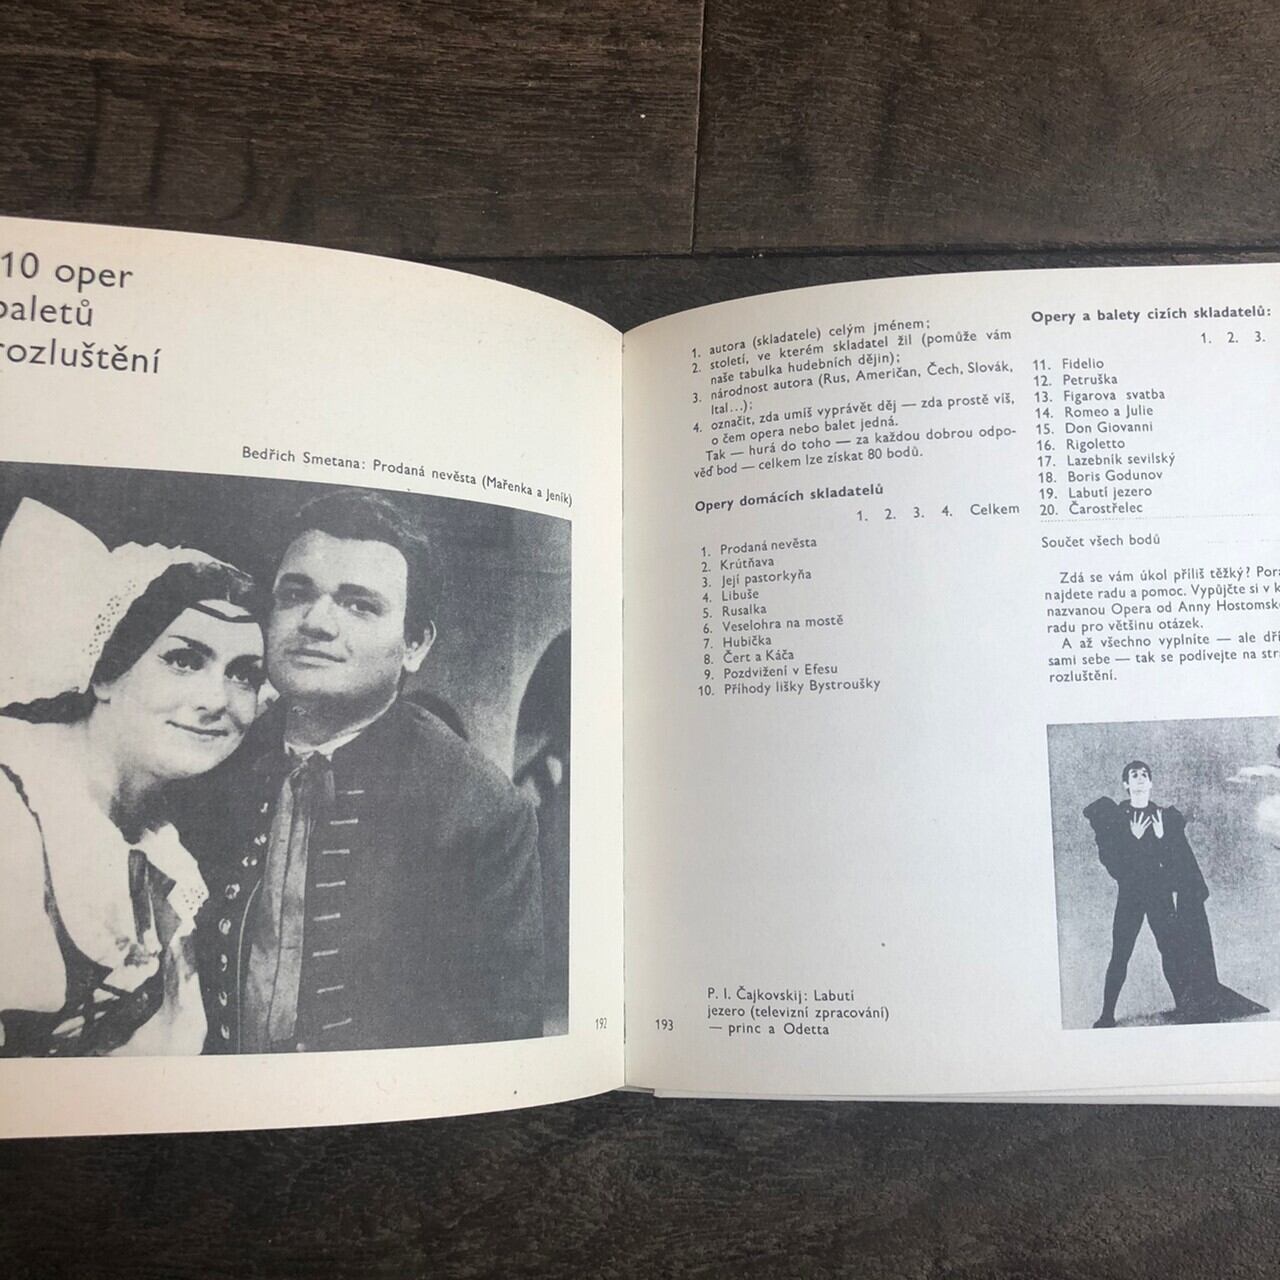 10 oper
baletů
rozluštění
Bedřich Smetana: Prodaná nevěsta (Mařenka a Jeník)
192
1. autora (skladatele) celým jménem;
2. století, ve kterém skladatel žil (pomůže vám
naše tabulka hudebních dějin);
3. národnost autora (Rus, Američan, Čech, Slovák,
Ital...);
4. označit, zda umíš vyprávět děj — zda prostě víš,
o čem opera nebo balet jedná.
Tak — hurá do toho — za každou dobrou odpo-
věď bod — celkem lze získat 80 bodů.
Opery domácích skladatelů
1. 2. 3. 4. Celkem
1. Prodaná nevěsta
2. Krútňava
3. Její pastorkyňa
4. Libuše
5. Rusalka
6. Veselohra na mostě
7. Hubička
8. Čert a Káča
9. Pozdvižení v Efesu
10. Příhody lišky Bystroušky
P. I. Čajkovskij: Labutí
jezero (televizní zpracování)
— princ a Odetta
193
Opery a balety cizích skladatelů:
1. 2. 3.
11. Fidelio
12. Petruška
13. Figarova svatba
14. Romeo a Julie
15. Don Giovanni
16. Rigoletto
17. Lazebník sevilský
18. Boris Godunov
19. Labutí jezero
20. Čarostřelec
Součet všech bodů
Zdá se vám úkol příliš těžký?
najdete radu a pomoc. Vypůjčte si v
nazvanou Opera od Anny
radu pro většinu otázek.
A až všechno vyplníte — ale
sami sebe — tak se podívejte na
rozluštění.